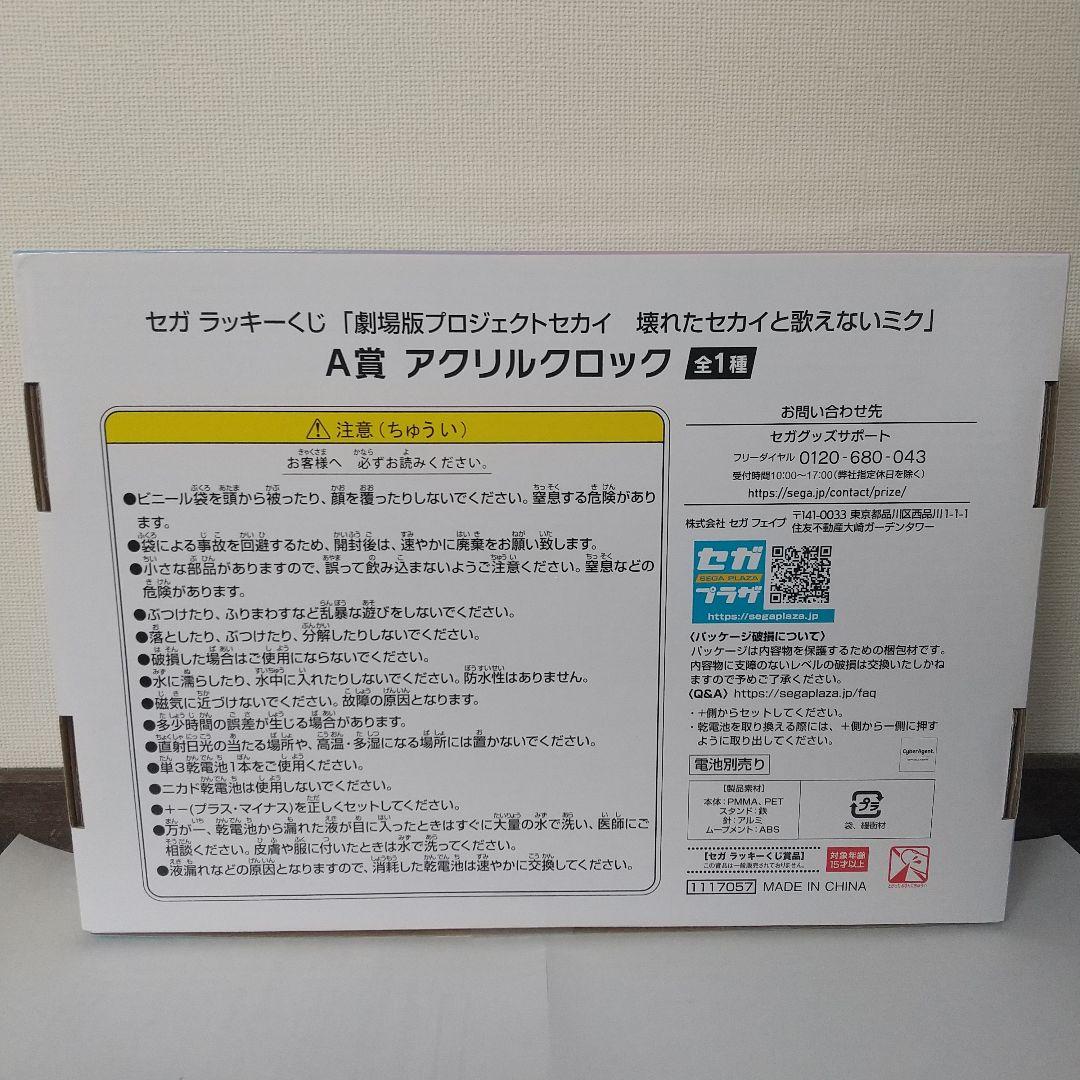 セガ ラッキーくじ「劇場版プロジェクトセカイ 壊れたセカイと歌えないミク」
A賞 アクリルクロック 全1種
⚠ 注意(ちゅうい)
お客様へ 必ずお読みください。
●ビニール袋を頭から被ったり、顔を覆ったりしないでください。窒息する危険があり
ます。
●袋による事故を回避するため、開封後は、速やかに廃棄をお願い致します。
●小さな部品がありますので、誤って飲み込まないようご注意ください。窒息などの
危険があります。
●ぶつけたり、ふりまわすなど乱暴な遊びをしないでください。
●落としたり、ぶつけたり、分解したりしないでください。
●破損した場合はご使用にならないでください。
●水に濡らしたり、水中に入れたりしないでください。防水性はありません。
●磁気に近づけないでください。故障の原因となります。
●多少時間の誤差が生じる場合があります。
●直射日光の当たる場所や、高温・多湿になる場所には置かないでください。
●単3乾電池1本をご使用ください。
●ニカド乾電池は使用しないでください。
●+-(プラス・マイナス)を正しくセットしてください。
●万が一、乾電池から漏れた液が目に入ったときはすぐに大量の水で洗い、医師にご
相談ください。皮膚や服に付いたときは水で洗ってください。
●液漏れなどの原因となりますので、消耗した乾電池は速やかに交換してください。
お問い合わせ先
セガグッズサポート
フリーダイヤル 0120-680-043
受付時間10:00〜17:00(弊社指定休日を除く)
https://sega.jp/contact/prize/
株式会社 セガ フェイブ 〒141-0033 東京都品川区西品川1-1-1
住友不動産大崎ガーデンタワー
セガ
SEGA PLAZA
プラザ
https://segaplaza.jp
〈パッケージ破損について〉
パッケージは内容物を保護するための梱包材です。
内容物に支障のないレベルの破損は交換いたしかね
ますので予めご了承ください。
〈Q&A〉https://segaplaza.jp/faq
・+側からセットしてください。
・乾電池を取り換える際には、+側から-側に押す
ように取り出してください。
電池別売り
CyberAgent.
[製品素材]
本体:PMMA、PET
スタンド:鉄
針:アルミ
ムーブメント:ABS
プラ
袋、緩衝材
【セガ ラッキーくじ賞品】
この賞品は一般販売されておりません。
対象年齢
15才以上
1117057 MADE IN CHINA